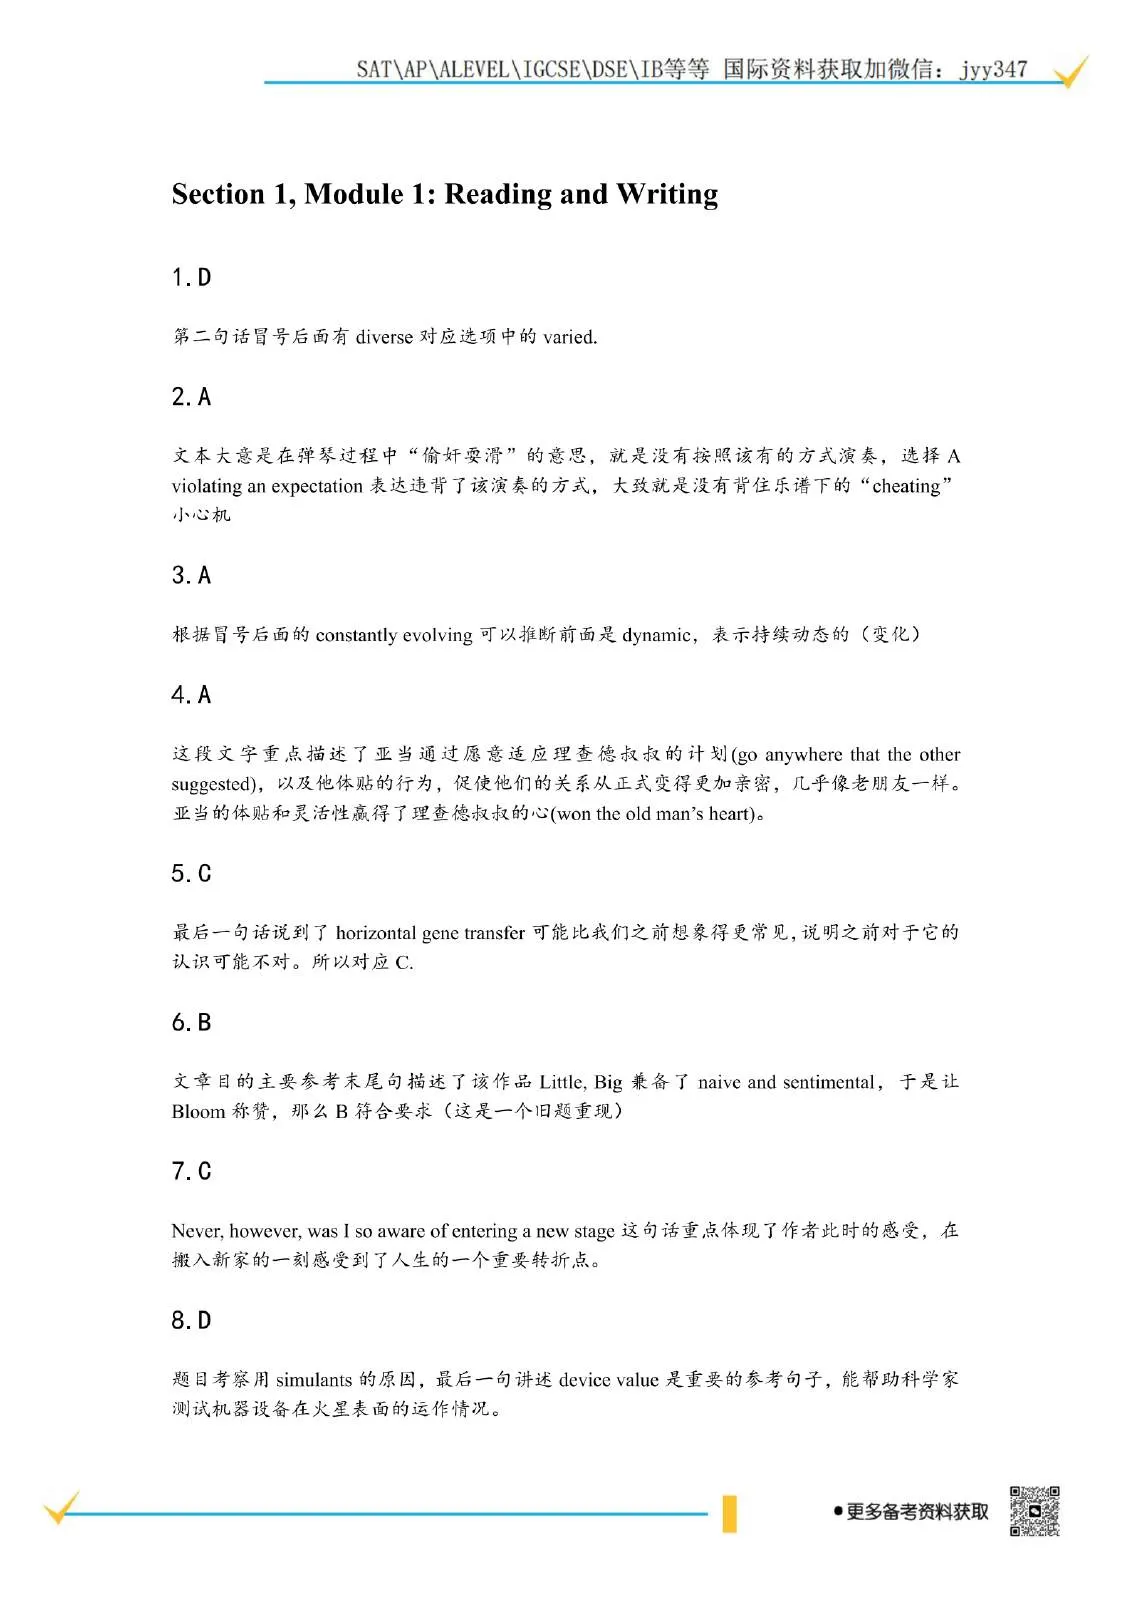 SAT\AP\ALEVEL\IGCSE\DSE\IB等等 国际资料获取加微信：jyy347
Section 1, Module 1: Reading and Writing
1. D
第二句话冒号后面有 diverse 对应选项中的 varied.
2. A
文本大意是在弹琴过程中“偷奸耍滑”的意思，就是没有按照该有的方式演奏，选择 A
violating an expectation 表达违背了该演奏的方式，大致就是没有背住乐谱下的“cheating”
小心机
3. A
根据冒号后面的 constantly evolving 可以推断前面是 dynamic，表示持续动态的（变化）
4. A
这段文字重点描述了亚当通过愿意适应理查德叔叔的计划(go anywhere that the other
suggested)，以及他体贴的行为，促使他们的关系从正式变得更加亲密，几乎像老朋友一样。
亚当的体贴和灵活性赢得了理查德叔叔的心(won the old man’s heart)。
5. C
最后一句话说到了 horizontal gene transfer 可能比我们之前想象得更常见，说明之前对于它的
认识可能不对。所以对应 C.
6. B
文章目的主要参考末尾句描述了该作品 Little, Big 兼备了 naive and sentimental，于是让
Bloom 称赞，那么 B 符合要求（这是一个旧题重现）
7. C
Never, however, was I so aware of entering a new stage 这句话重点体现了作者此时的感受，在
搬入新家的一刻感受到了人生的一个重要转折点。
8. D
题目考察用 simulants 的原因，最后一句讲述 device value 是重要的参考句子，能帮助科学家
测试机器设备在火星表面的运作情况。
•更多备考资料获取